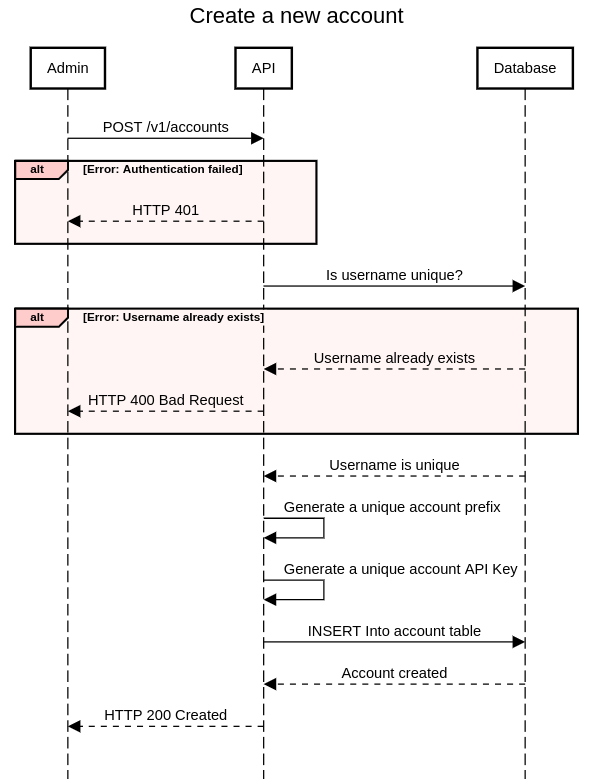 Create a new account
Admin
API
Database
POST /v1/accounts
alt
[Error: Authentication failed]
HTTP 401
Is username unique?
alt
[Error: Username already exists]
Username already exists
HTTP 400 Bad Request
Username is unique
Generate a unique account prefix
Generate a unique account API Key
INSERT Into account table
Account created
HTTP 200 Created